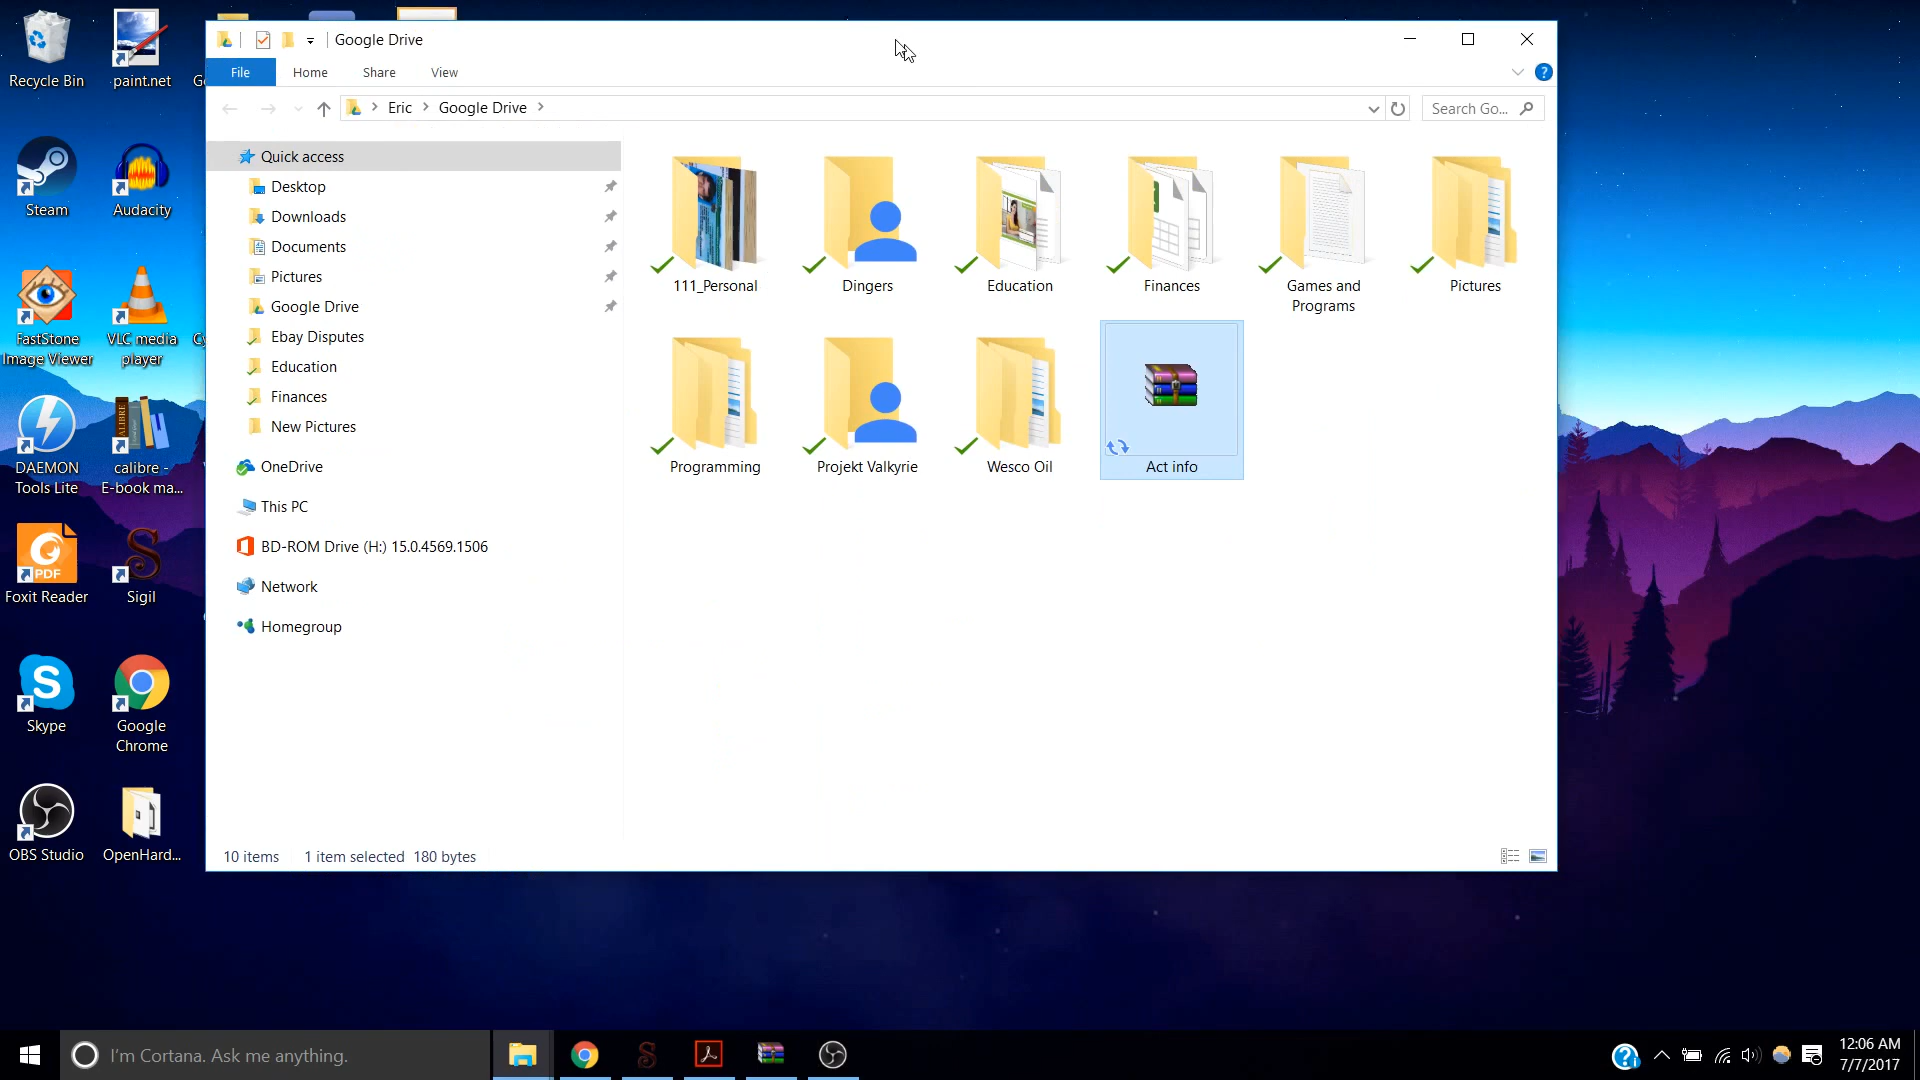 Google Drive
File Home Share View
Eric Google Drive
Search Go...
Quick access
Desktop
Downloads
Documents
Pictures
Google Drive
Ebay Disputes
Education
Finances
New Pictures
OneDrive
This PC
BD-ROM Drive (H:) 15.0.4569.1506
Network
Homegroup
111_Personal
Dingers
Education
Finances
Games and
Programs
Pictures
Programming
Projekt Valkyrie
Wesco Oil
Act info
10 items 1 item selected 180 bytes
Recycle Bin
paint.net
Steam
Audacity
FastStone
Image Viewer
VLC media
player
DAEMON
Tools Lite
calibre -
E-book ma...
Foxit Reader
PDF
Sigil
Skype
Google
Chrome
OBS Studio
OpenHard...
I'm Cortana. Ask me anything.
12:06 AM
7/7/2017